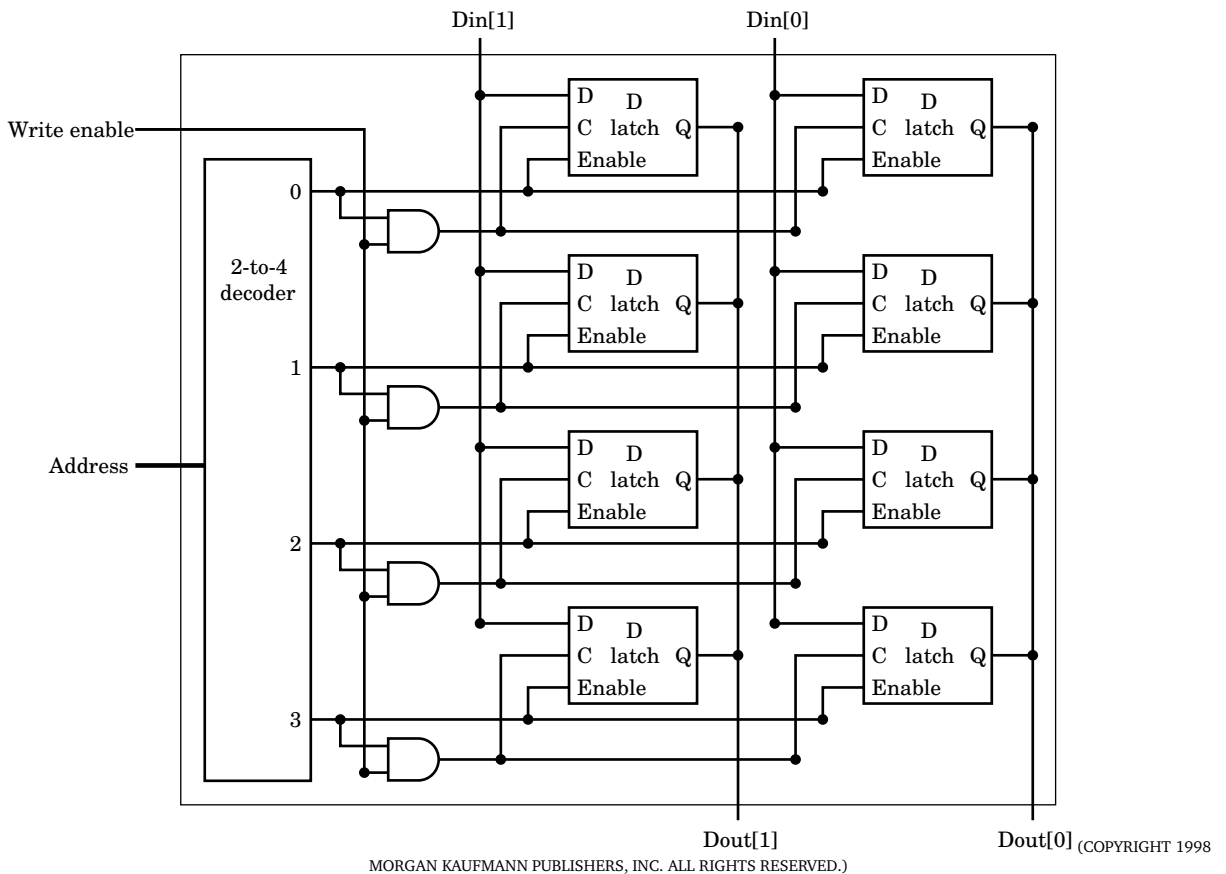 Din[1] Din[0]
D D
C latch Q
Enable
D D
C latch Q
Enable
Write enable
0
2-to-4
decoder
D D
C latch Q
Enable
D D
C latch Q
Enable
1
Address
D D
C latch Q
Enable
D D
C latch Q
Enable
2
D D
C latch Q
Enable
D D
C latch Q
Enable
3
Dout[1] Dout[0] (COPYRIGHT 1998
MORGAN KAUFMANN PUBLISHERS, INC. ALL RIGHTS RESERVED.)